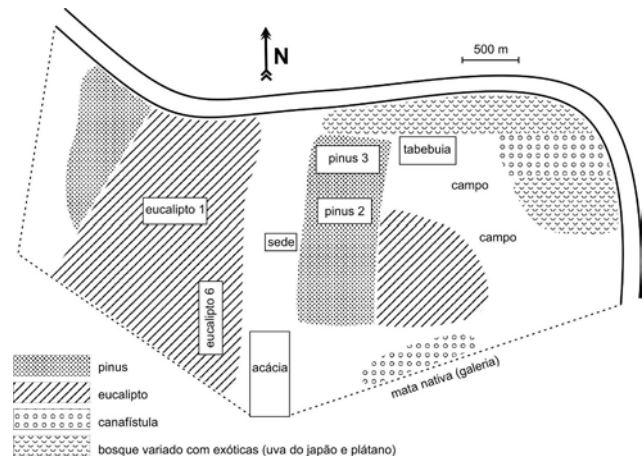 N
500 m
pinus 3
tabebuia
campo
eucalipto 1
pinus 2
campo
sede
eucalipto 6
acácia
mata nativa (galeria)
pinus
eucalipto
canafístula
bosque variado com exóticas (uva do japão e plátano)